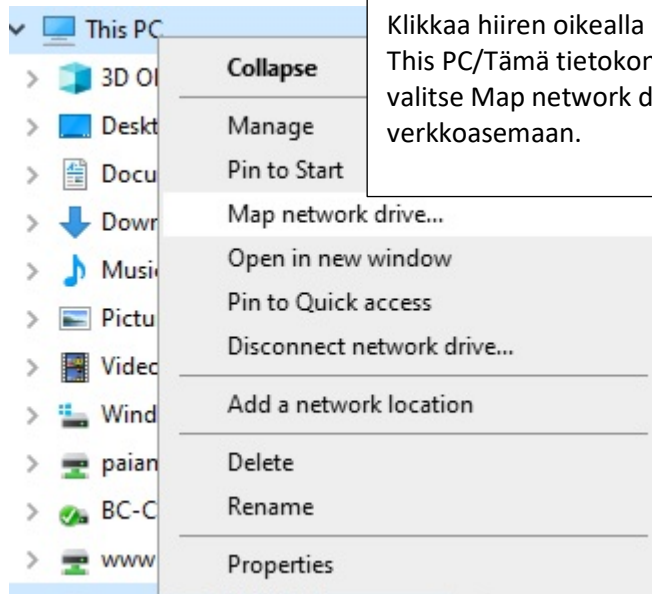 This PC
3D Ol
Deskt
Docu
Dowr
Musi
Pictu
Videc
Wind
paian
BC-C
www
Collapse
Manage
Pin to Start
Map network drive...
Open in new window
Pin to Quick access
Disconnect network drive...
Add a network location
Delete
Rename
Properties
Klikkaa hiiren oikealla
This PC/Tämä tietokon
valitse Map network d
verkkoasemaan.